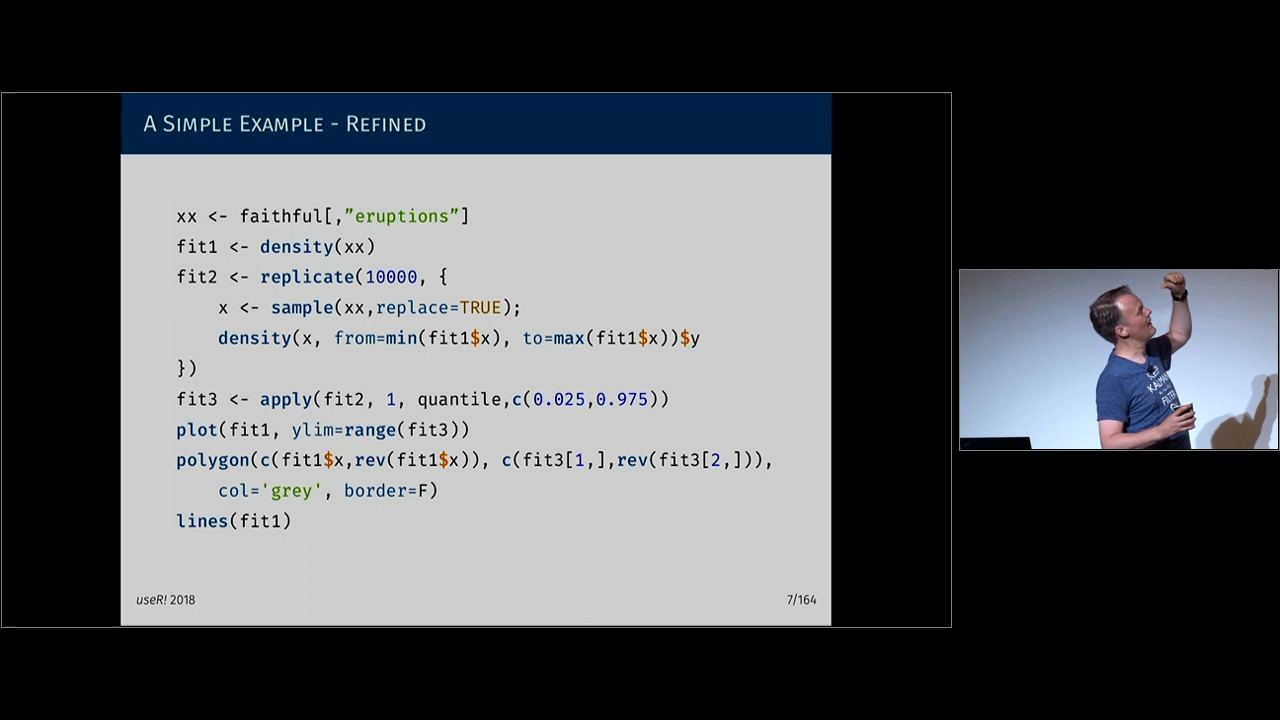 A Simple Example - Refined
xx <- faithful[,”eruptions”]
fit1 <- density(xx)
fit2 <- replicate(10000, {
    x <- sample(xx,replace=TRUE);
    density(x, from=min(fit1$x), to=max(fit1$x))$y
})
fit3 <- apply(fit2, 1, quantile,c(0.025,0.975))
plot(fit1, ylim=range(fit3))
polygon(c(fit1$x,rev(fit1$x)), c(fit3[1,],rev(fit3[2,])),
    col='grey', border=F)
lines(fit1)
useR! 2018
7/164
KALMAN
FILTER